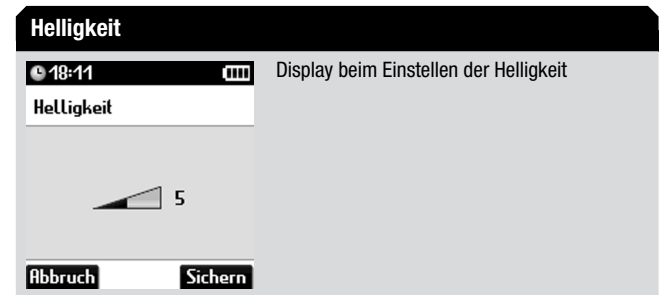 Helligkeit
18:11
Display beim Einstellen der Helligkeit
Helligkeit
5
Abbruch Sichern